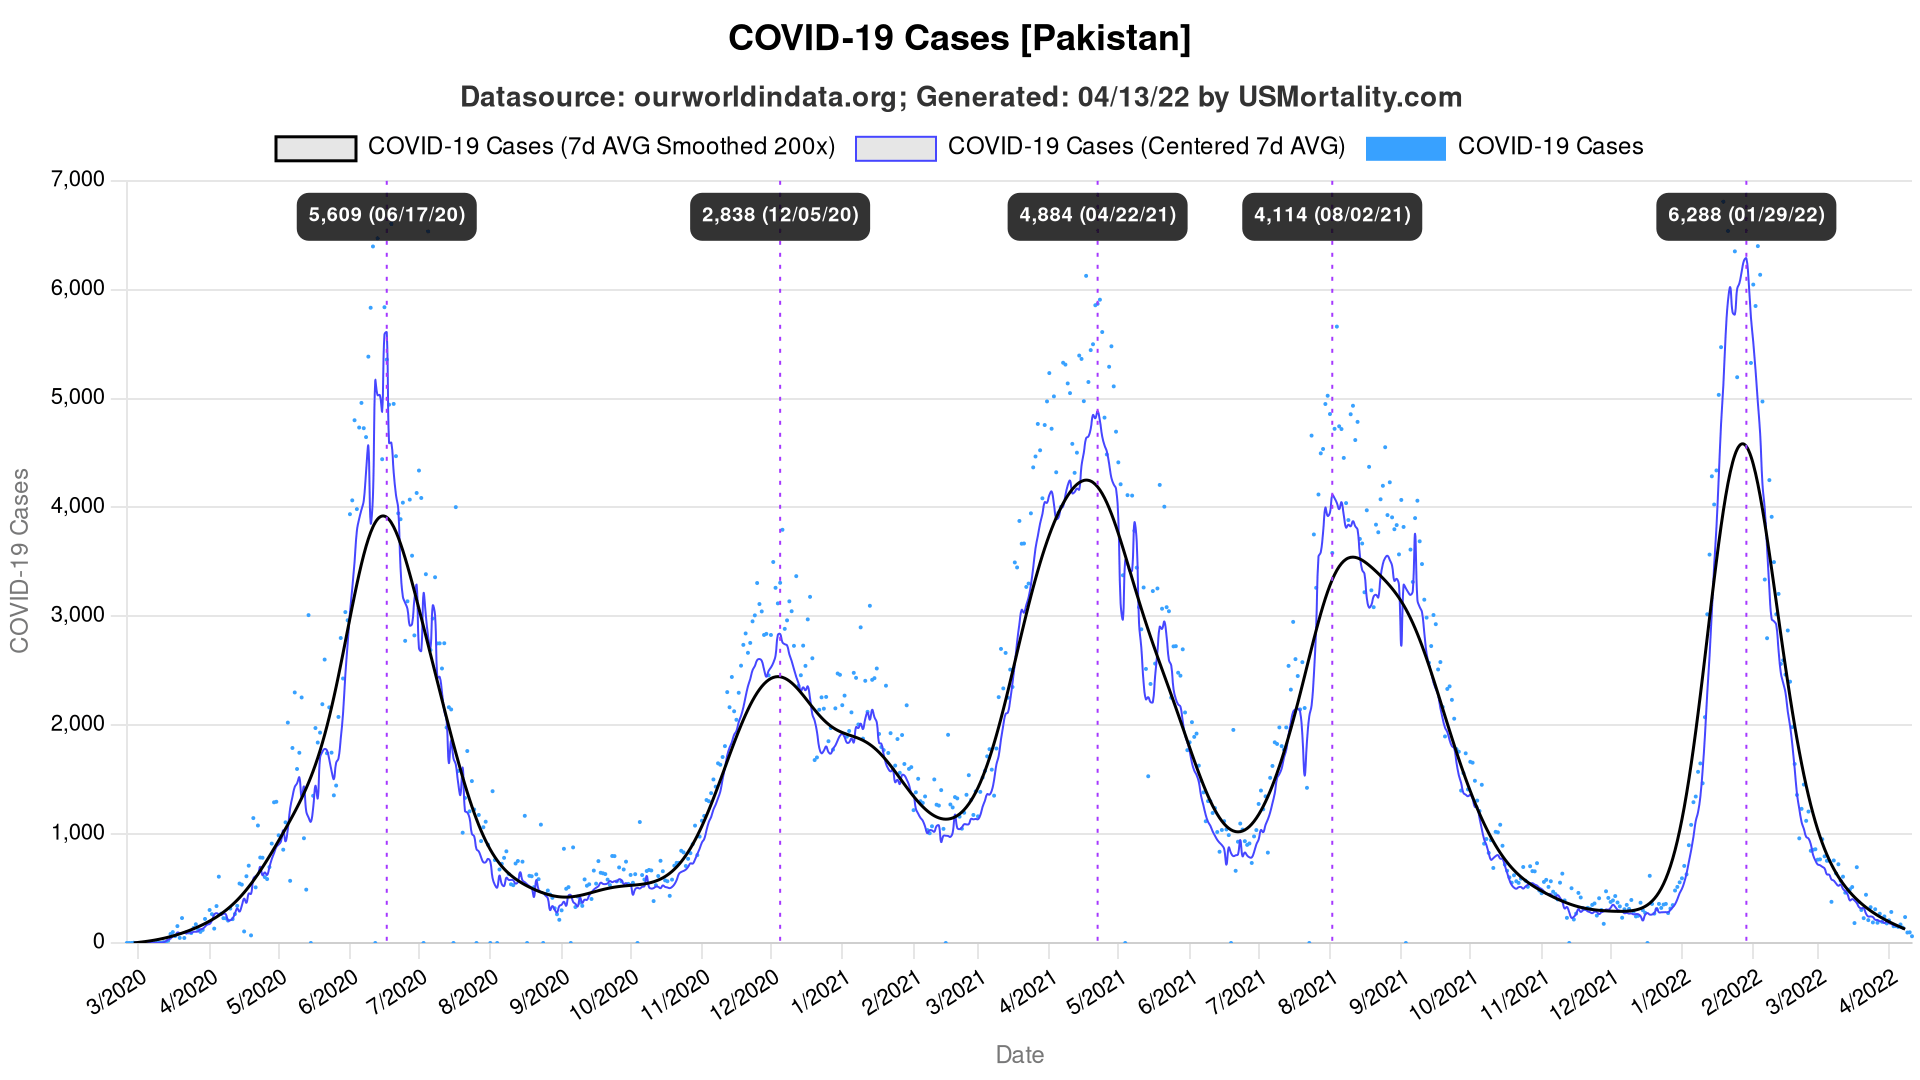 COVID-19 Cases [Pakistan]
Datasource: ourworldindata.org; Generated: 04/13/22 by USMortality.com
COVID-19 Cases (7d AVG Smoothed 200x) COVID-19 Cases (Centered 7d AVG) COVID-19 Cases
7,000
5,609 (06/17/20) 2,838 (12/05/20) 4,884 (04/22/21) 4,114 (08/02/21) 6,288 (01/29/22)
6,000
5,000
4,000
3,000
2,000
1,000
0
COVID-19 Cases
3/2020 4/2020 5/2020 6/2020 7/2020 8/2020 9/2020 10/2020 11/2020 12/2020 1/2021 2/2021 3/2021 4/2021 5/2021 6/2021 7/2021 8/2021 9/2021 10/2021 11/2021 12/2021 1/2022 2/2022 3/2022 4/2022
Date